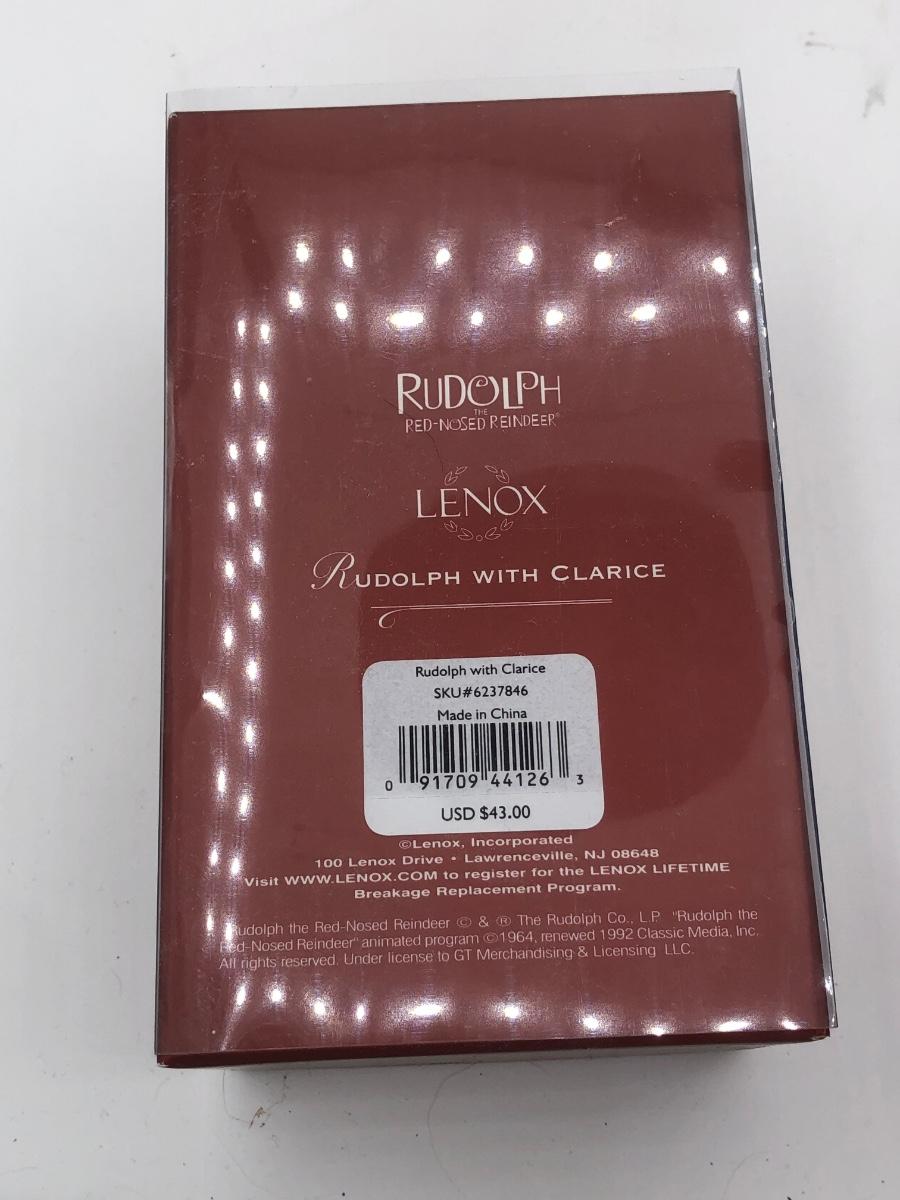 RUDOLPH
THE
RED-NOSED REINDEER®
LENOX
RUDOLPH WITH CLARICE
Rudolph with Clarice
SKU#6237846
Made in China
0 91709 44126 3
USD $43.00
©Lenox, Incorporated
100 Lenox Drive • Lawrenceville, NJ 08648
Visit WWW.LENOX.COM to register for the LENOX LIFETIME
Breakage Replacement Program.
Rudolph the Red-Nosed Reindeer © & ® The Rudolph Co., L.P. "Rudolph the
Red-Nosed Reindeer" animated program ©1964, renewed 1992 Classic Media, Inc.
All rights reserved. Under license to GT Merchandising & Licensing LLC.